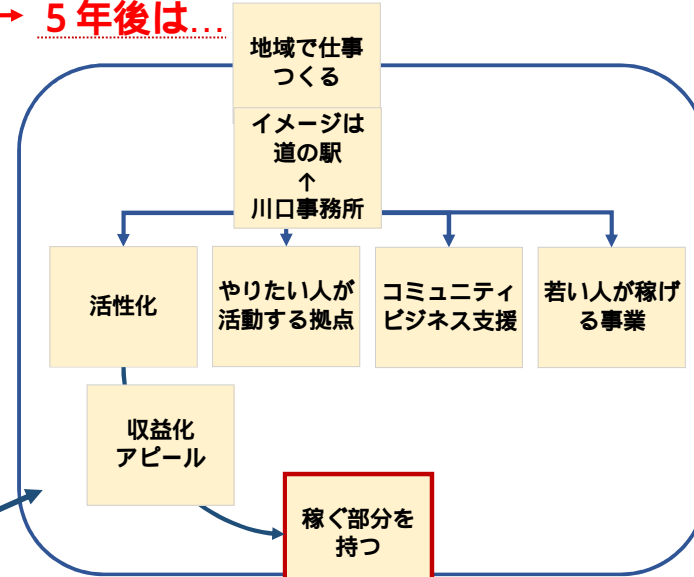 → 5年後は…
地域で仕事
つくる
イメージは
道の駅
↑
川口事務所
活性化
やりたい人が
活動する拠点
コミュニティ
ビジネス支援
若い人が稼げ
る事業
収益化
アピール
稼ぐ部分を
持つ